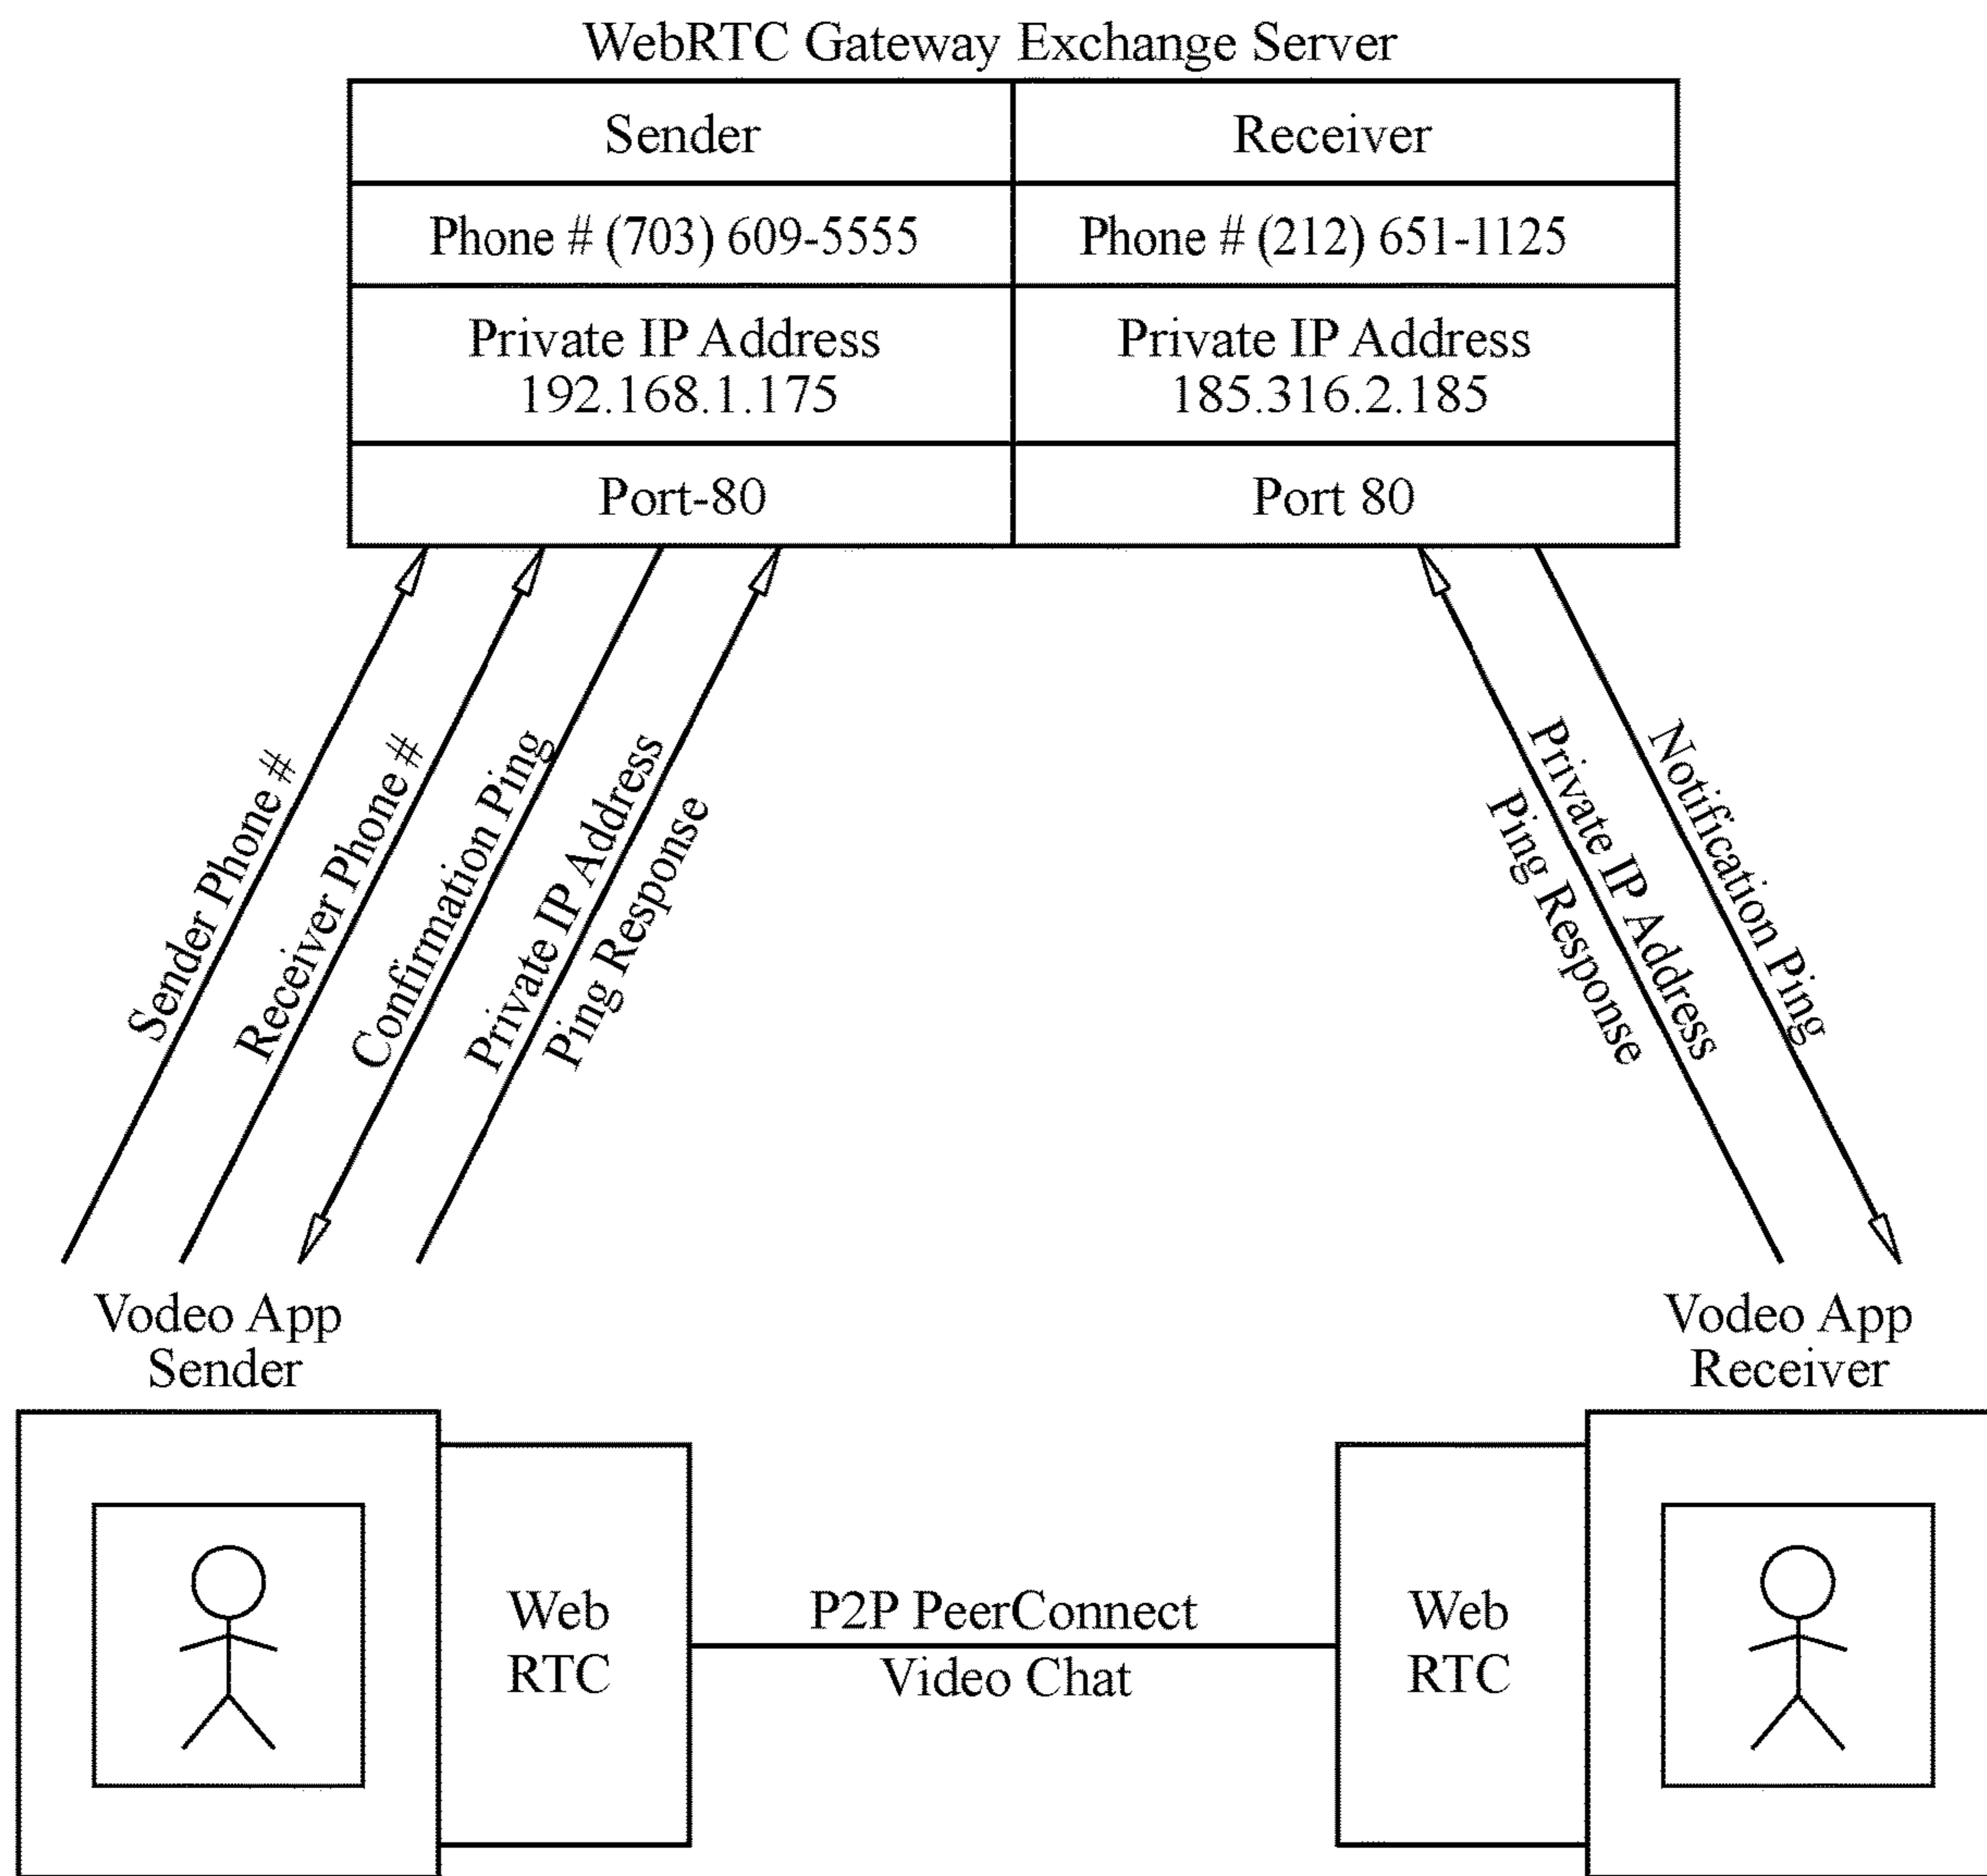 WebRTC Gateway Exchange Server
Sender
Receiver
Phone # (703) 609-5555
Phone # (212) 651-1125
Private IP Address
192.168.1.175
Private IP Address
185.316.2.185
Port-80
Port 80
Sender Phone #
Receiver Phone #
Confirmation Ping
Private IP Address
Ping Response
Private IP Address
Ping Response
Notification Ping
Vodeo App
Sender
Vodeo App
Receiver
Web
RTC
P2P PeerConnect
Video Chat
Web
RTC